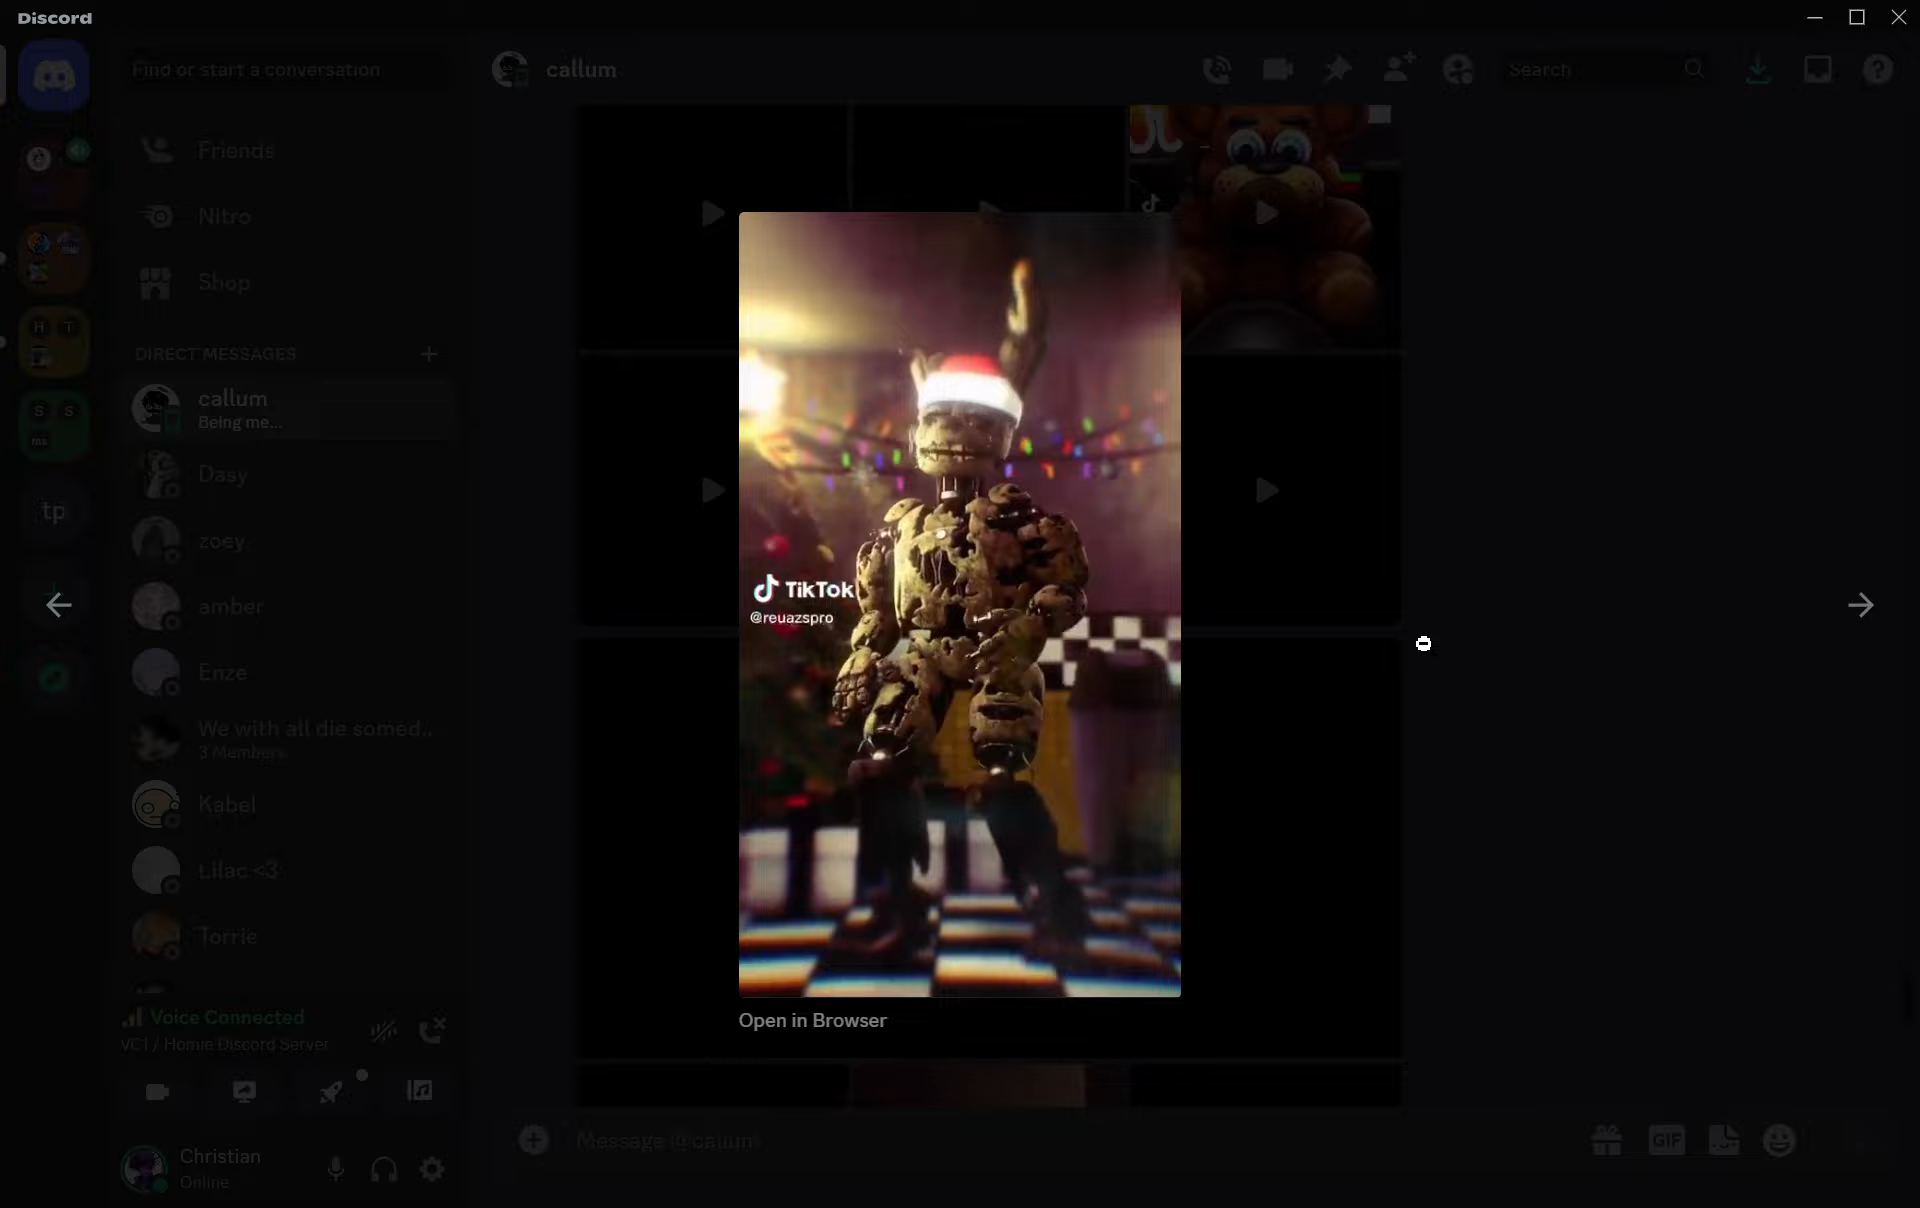 Discord
Find or start a conversation
callum
Search
Friends
Nitro
Shop
DIRECT MESSAGES
callum
Being me...
Dasy
zoey
amber
Enze
We with all die somed..
3 Members
Kabel
Lilac <3
Torrie
H T
S S
ms
tp
TikTok
@reuazspro
Open in Browser
Voice Connected
VC1 / Homie Discord Server
Message @callum
GIF
Christian
Online